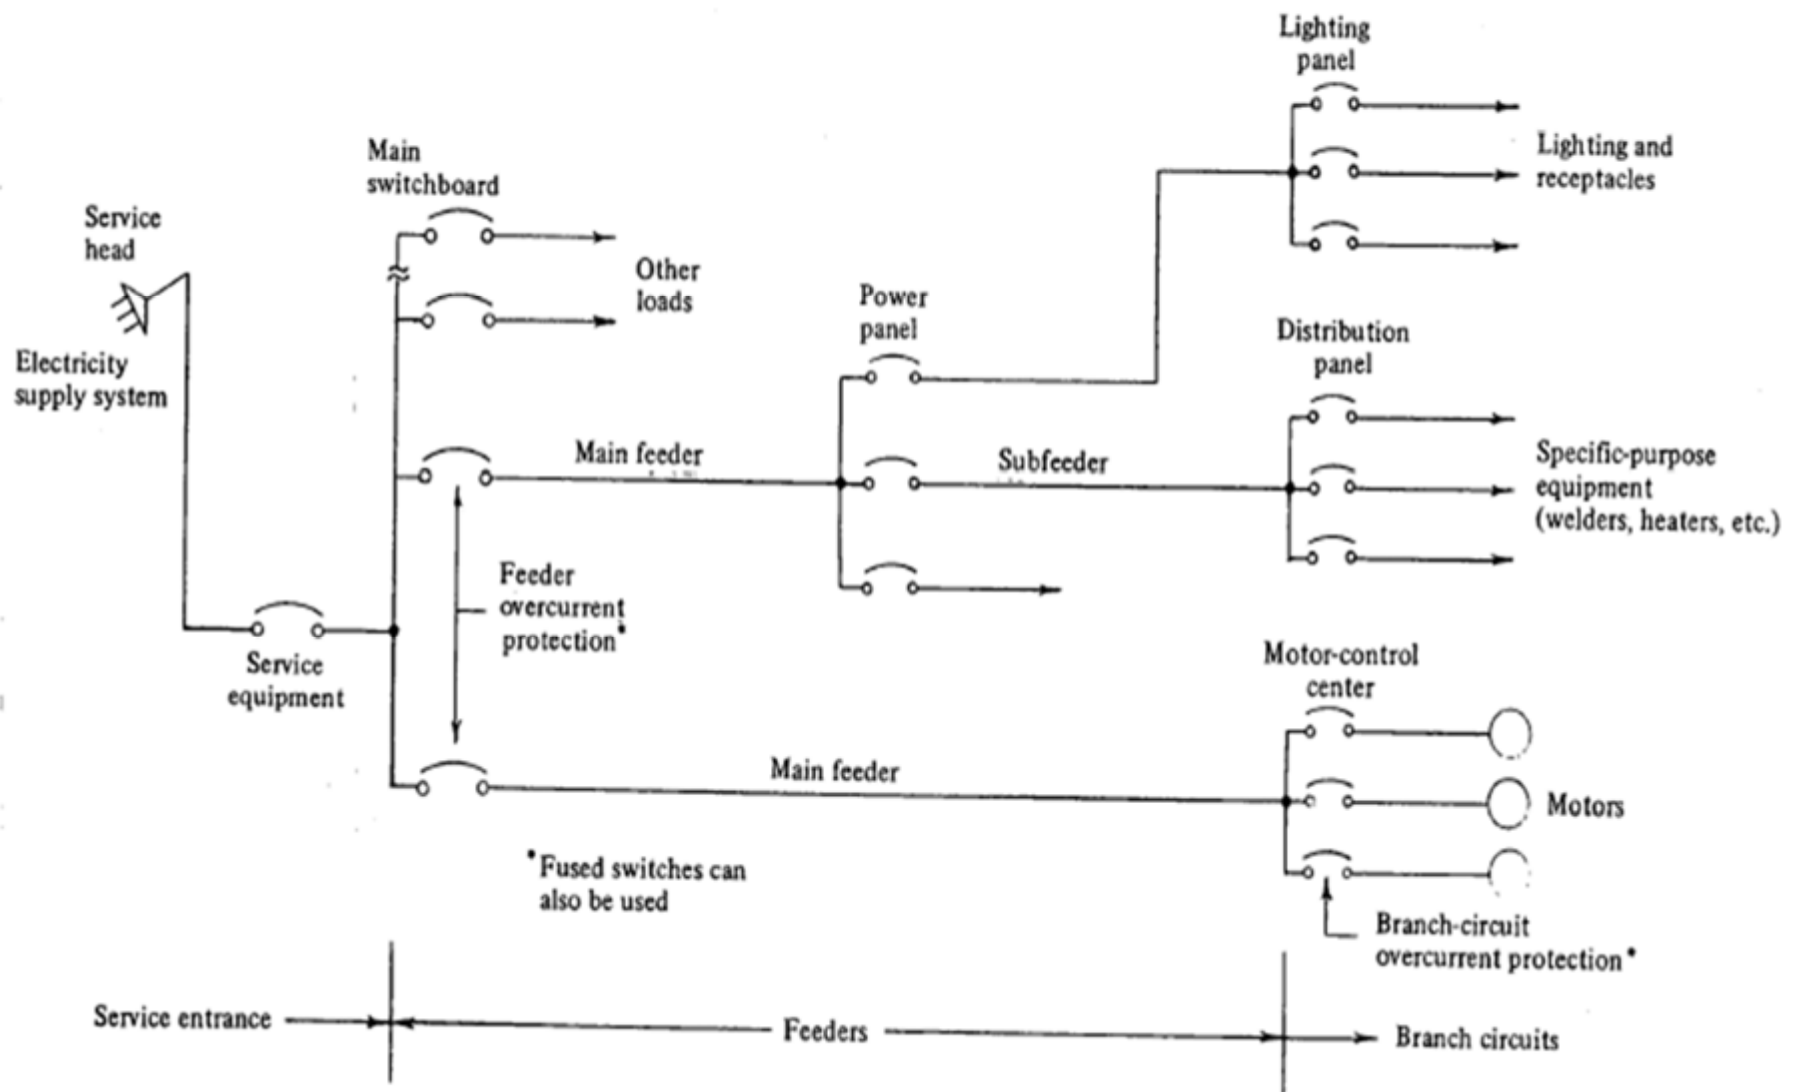 Lighting
panel
Lighting and
receptacles
Main
switchboard
Service
head
Other
loads
Electricity
supply system
Power
panel
Distribution
panel
Main feeder
Subfeeder
Specific-purpose
equipment
(welders, heaters, etc.)
Feeder
overcurrent
protection*
Service
equipment
Motor-control
center
Main feeder
Motors
*Fused switches can
also be used
Branch-circuit
overcurrent protection*
Service entrance
Feeders
Branch circuits